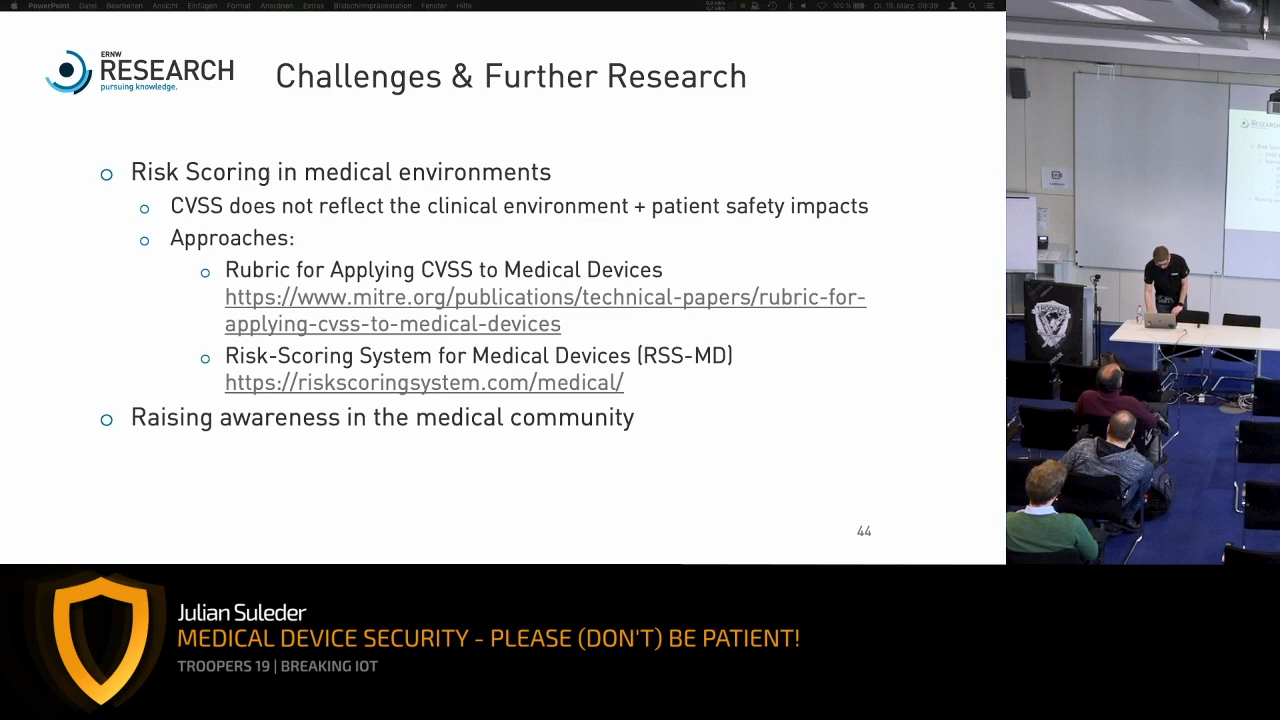 PowerPoint Datei Bearbeiten Ansicht Einfügen Format Anordnen Extras Bildschirmpräsentation Fenster Hilfe
100 % Di. 19. März 09:39
ERNW
RESEARCH
pursuing knowledge.
Challenges & Further Research
Risk Scoring in medical environments
CVSS does not reflect the clinical environment + patient safety impacts
Approaches:
Rubric for Applying CVSS to Medical Devices
https://www.mitre.org/publications/technical-papers/rubric-for-
applying-cvss-to-medical-devices
Risk-Scoring System for Medical Devices (RSS-MD)
https://riskscoringsystem.com/medical/
Raising awareness in the medical community
44
RESEARCH
TROOPERS
Julian Suleder
MEDICAL DEVICE SECURITY - PLEASE (DON'T) BE PATIENT!
TROOPERS 19 | BREAKING IOT